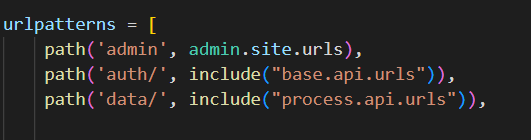 urlpatterns = [
    path('admin', admin.site.urls),
    path('auth/', include("base.api.urls")),
    path('data/', include("process.api.urls")),